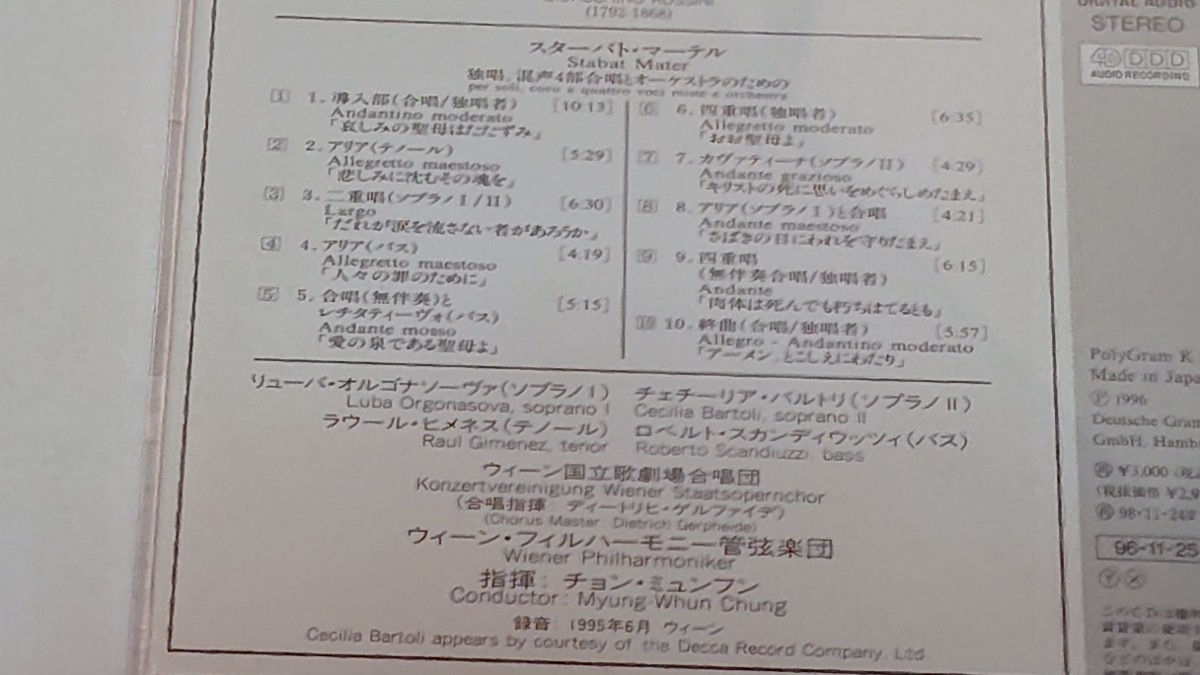 (1792-1868)
スターバト・マーテル
Stabat Mater
独唱、混声4部合唱とオーケストラのための
per soli, coro a quattro voci miste e orchestra
1 1. 導入部(合唱/独唱者) [10:13]
Andantino moderato
「哀しみの聖母はたたずみ」
2 2. アリア(テノール) [5:29]
Allegretto maestoso
「悲しみに沈むその魂を」
3 3. 二重唱(ソプラノI/II) [6:30]
Largo
「だれが涙を流さない者があろうか」
4 4. アリア(バス) [4:19]
Allegretto maestoso
「人々の罪のために」
5 5. 合唱(無伴奏)と [5:15]
レチタティーヴォ(バス)
Andante mosso
「愛の泉である聖母よ」
6 6. 四重唱(独唱者) [6:35]
Allegretto moderato
「おお聖母よ」
7 7. カヴァティーナ(ソプラノII) [4:29]
Andante grazioso
「キリストの死に思いをめぐらしめたまえ」
8 8. アリア(ソプラノI)と合唱 [4:21]
Andante maestoso
「さばきの日にわれを守りたまえ」
9 9. 四重唱 [6:15]
(無伴奏合唱/独唱者)
Andante
「肉体は死んでも朽ちはてるとも」
10 10. 終曲(合唱/独唱者) [5:57]
Allegro - Andantino moderato
「アーメン、とこしえにわたり」
リューバ・オルゴナソーヴァ(ソプラノI)
Luba Orgonasova, soprano I
チェチーリア・バルトリ(ソプラノII)
Cecilia Bartoli, soprano II
ラウール・ヒメネス(テノール)
Raul Gimenez, tenor
ロベルト・スカンディウッツィ(バス)
Roberto Scandiuzzi, bass
ウィーン国立歌劇場合唱団
Konzertvereinigung Wiener Staatsopernchor
(合唱指揮:ディートリヒ・ゲルファイデ)
(Chorus Master: Dietrich Gerpheide)
ウィーン・フィルハーモニー管弦楽団
Wiener Philharmoniker
指揮:チョン・ミュンフン
Conductor: Myung-Whun Chung
録音:1995年6月 ウィーン
Cecilia Bartoli appears by courtesy of the Decca Record Company, Ltd.
DIGITAL AUDIO
STEREO
4D DDD
AUDIO RECORDING
PolyGram K.
Made in Japa
Ⓟ 1996
Deutsche Gram
GmbH, Hamb
¥3,000
(税抜価格 ¥2,9
98・11・24
96-11-25